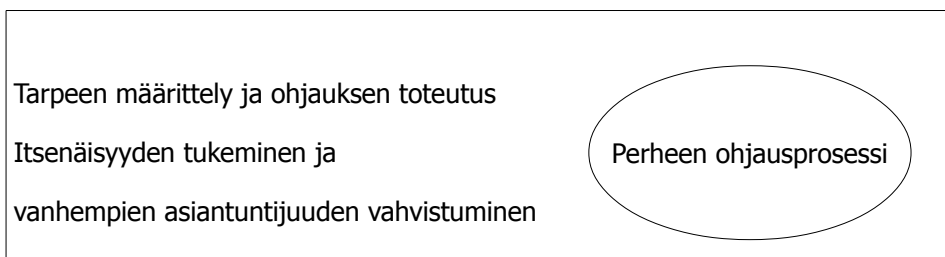 Tarpeen määrittely ja ohjauksen toteutus
Itsenäisyyden tukeminen ja
vanhempien asiantuntijuuden vahvistuminen
Perheen ohjausprosessi